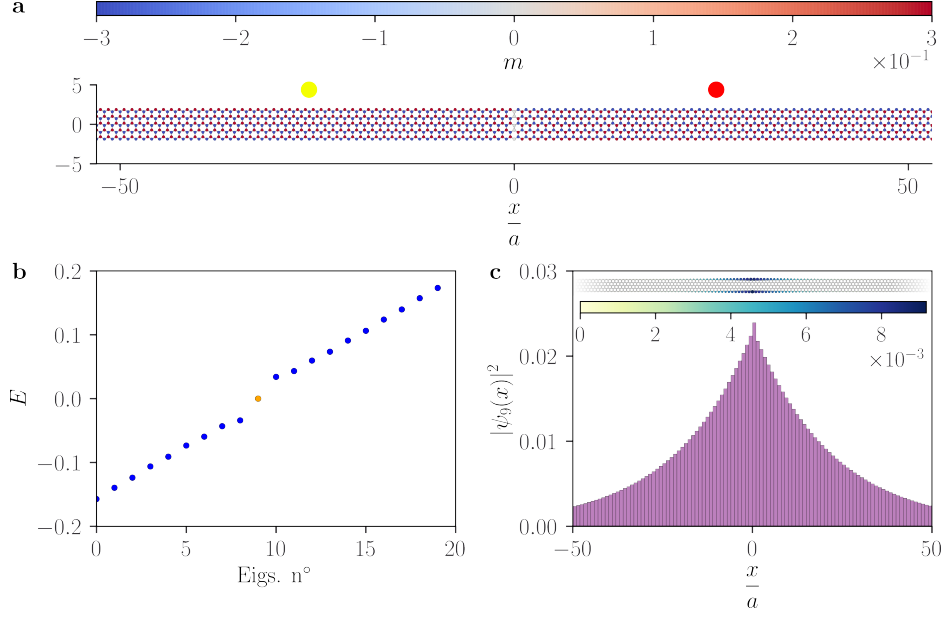 a
−3 −2 −1 0 1 2 3
m
×10⁻¹
5
0
−5
−50 0 50
x
a
b
0.2
0.1
0.0
−0.1
−0.2
E
0 5 10 15 20
Eigs. n°
c
0.03
0.02
0.01
0.00
|ψ₉(x)|²
0 2 4 6 8
×10⁻³
−50 0 50
x
a